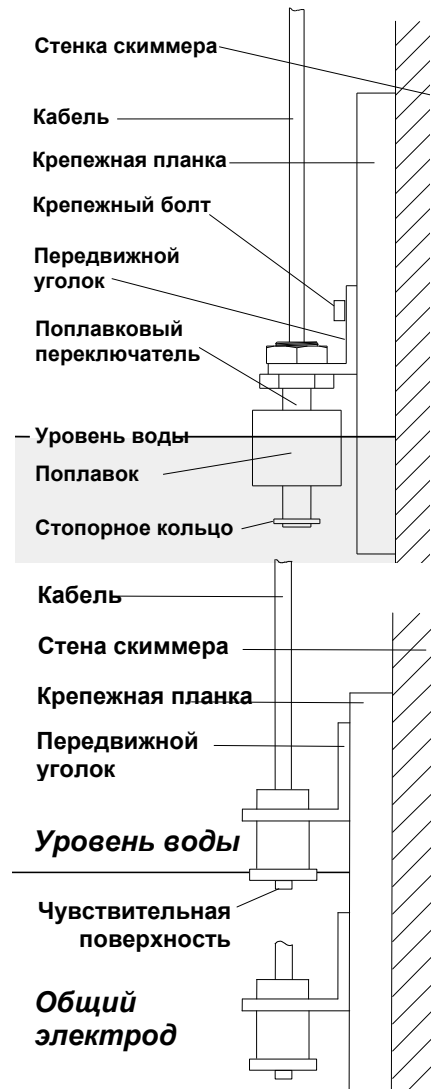 Стенка скиммера
Кабель
Крепежная планка
Крепежный болт
Передвижной
уголок
Поплавковый
переключатель
Уровень воды
Поплавок
Стопорное кольцо
Кабель
Стена скиммера
Крепежная планка
Передвижной
уголок
Уровень воды
Чувствительная
поверхность
Общий
электрод